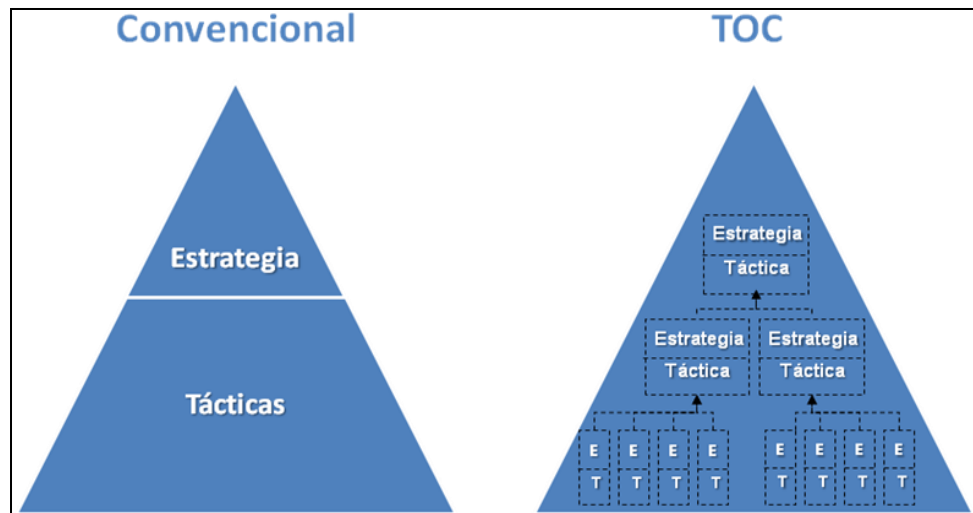 Convencional
TOC
Estrategia
Tácticas
Estrategia
Táctica
Estrategia
Estrategia
Táctica
Táctica
E E E E
E E E E
T T T T
T T T T